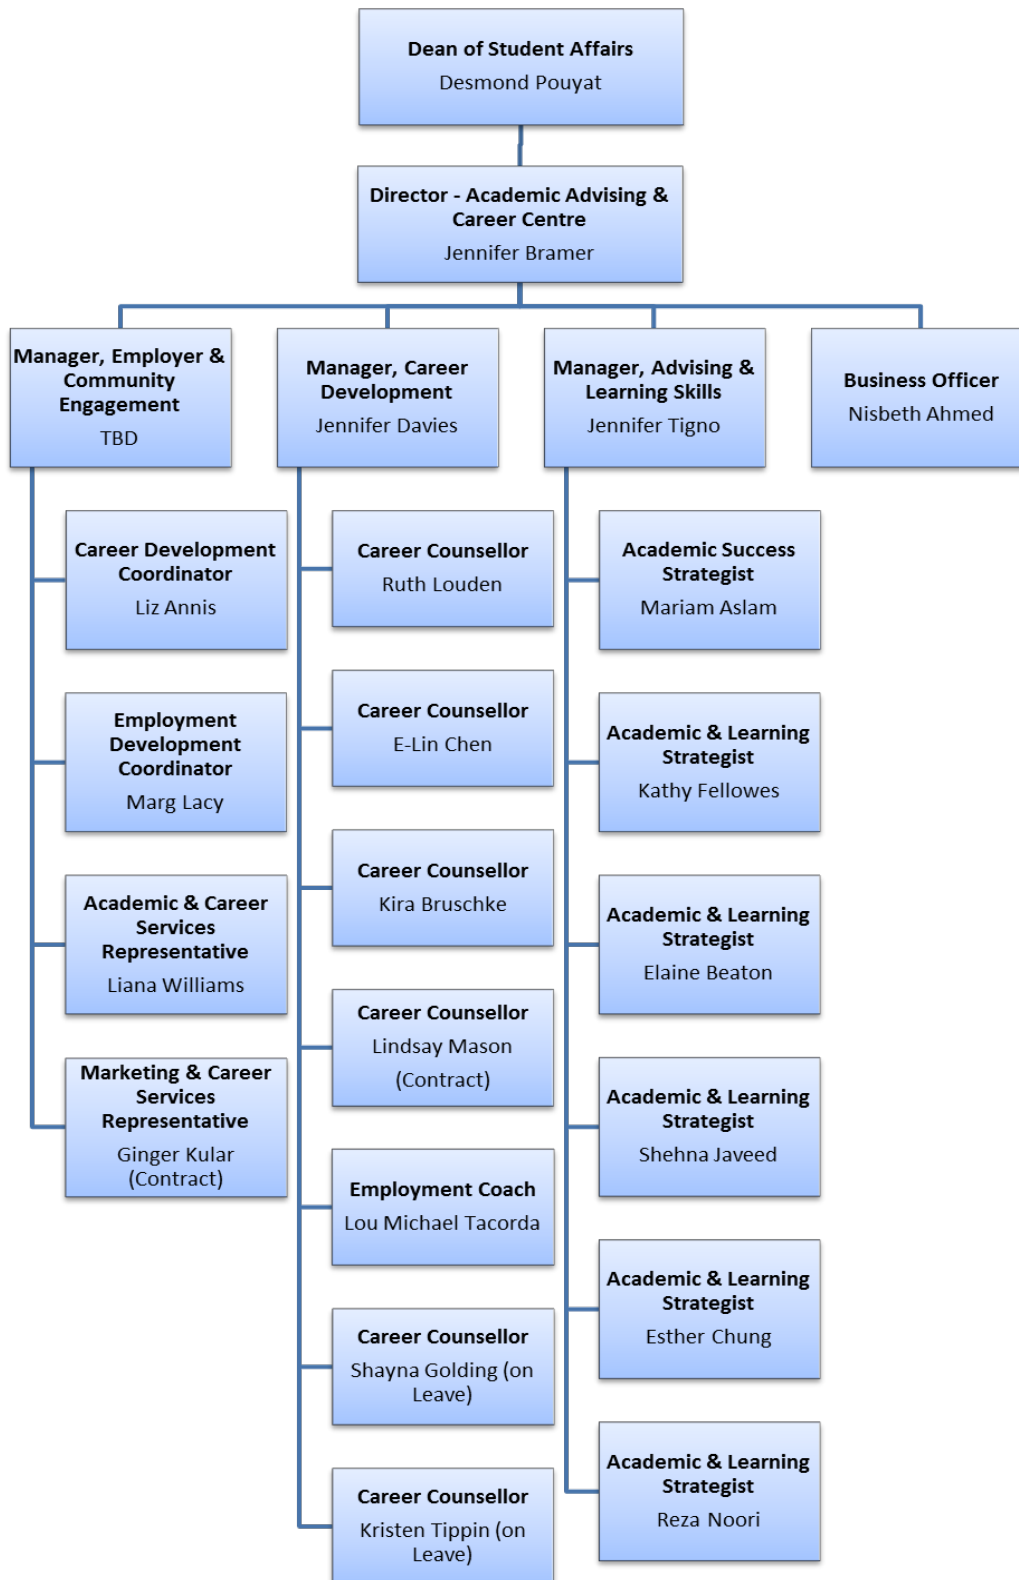 Dean of Student Affairs
Desmond Pouyat
Director - Academic Advising &
Career Centre
Jennifer Bramer
Manager, Employer &
Community
Engagement
TBD
Manager, Career
Development
Jennifer Davies
Manager, Advising &
Learning Skills
Jennifer Tigno
Business Officer
Nisbeth Ahmed
Career Development
Coordinator
Liz Annis
Employment
Development
Coordinator
Marg Lacy
Academic & Career
Services
Representative
Liana Williams
Marketing & Career
Services
Representative
Ginger Kular
(Contract)
Career Counsellor
Ruth Louden
Career Counsellor
E-Lin Chen
Career Counsellor
Kira Bruschke
Career Counsellor
Lindsay Mason
(Contract)
Employment Coach
Lou Michael Tacorda
Career Counsellor
Shayna Golding (on
Leave)
Career Counsellor
Kristen Tippin (on
Leave)
Academic Success
Strategist
Mariam Aslam
Academic & Learning
Strategist
Kathy Fellowes
Academic & Learning
Strategist
Elaine Beaton
Academic & Learning
Strategist
Shehna Javeed
Academic & Learning
Strategist
Esther Chung
Academic & Learning
Strategist
Reza Noori